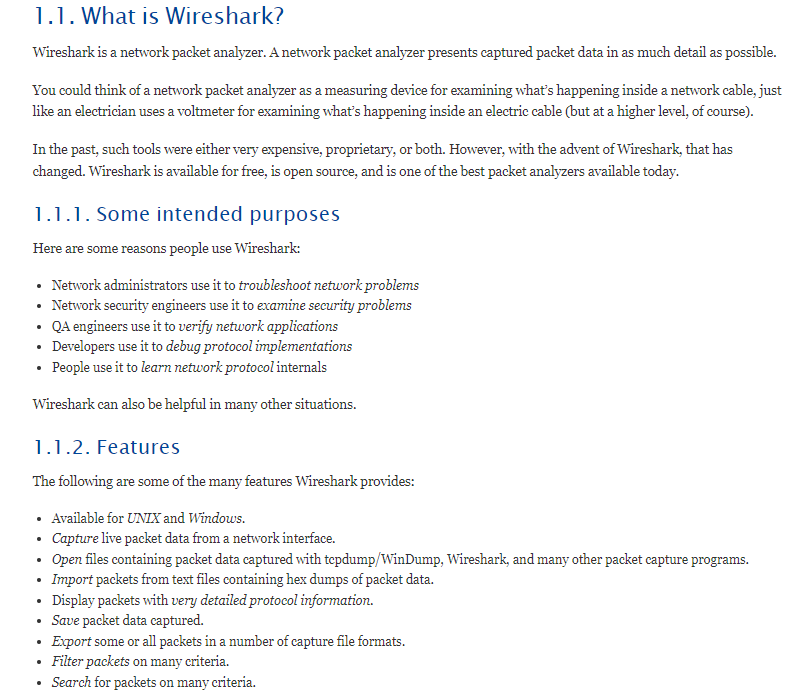 1.1. What is Wireshark?
Wireshark is a network packet analyzer. A network packet analyzer presents captured packet data in as much detail as possible.
You could think of a network packet analyzer as a measuring device for examining what’s happening inside a network cable, just
like an electrician uses a voltmeter for examining what’s happening inside an electric cable (but at a higher level, of course).
In the past, such tools were either very expensive, proprietary, or both. However, with the advent of Wireshark, that has
changed. Wireshark is available for free, is open source, and is one of the best packet analyzers available today.
1.1.1. Some intended purposes
Here are some reasons people use Wireshark:
• Network administrators use it to troubleshoot network problems
• Network security engineers use it to examine security problems
• QA engineers use it to verify network applications
• Developers use it to debug protocol implementations
• People use it to learn network protocol internals
Wireshark can also be helpful in many other situations.
1.1.2. Features
The following are some of the many features Wireshark provides:
• Available for UNIX and Windows.
• Capture live packet data from a network interface.
• Open files containing packet data captured with tcpdump/WinDump, Wireshark, and many other packet capture programs.
• Import packets from text files containing hex dumps of packet data.
• Display packets with very detailed protocol information.
• Save packet data captured.
• Export some or all packets in a number of capture file formats.
• Filter packets on many criteria.
• Search for packets on many criteria.